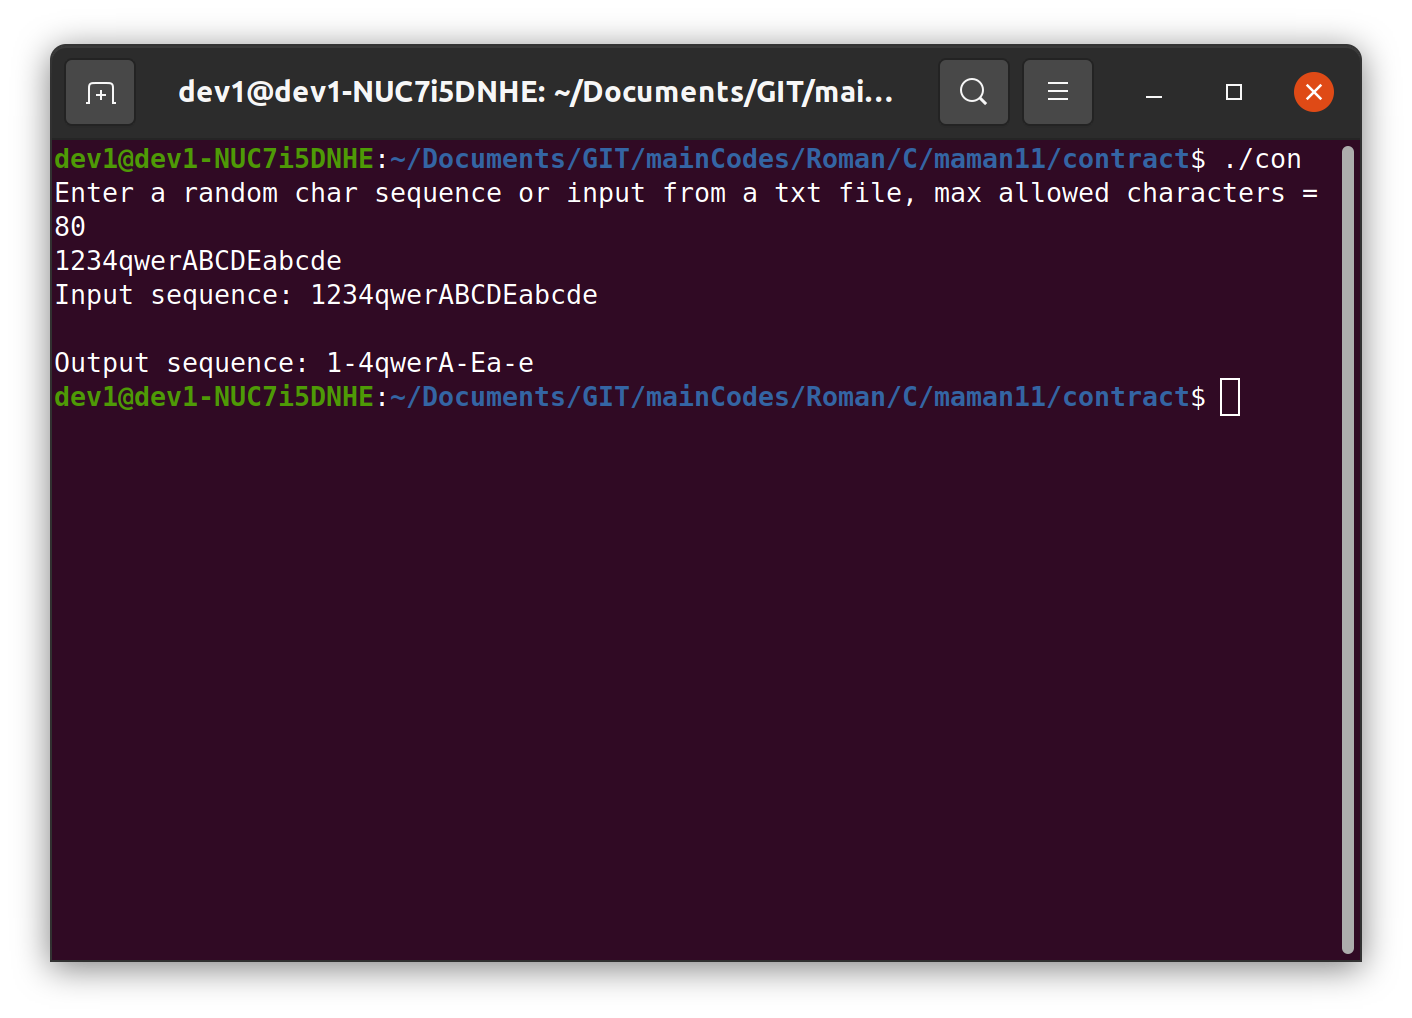 dev1@dev1-NUC7i5DNHE: ~/Documents/GIT/mai...
dev1@dev1-NUC7i5DNHE:~/Documents/GIT/mainCodes/Roman/C/maman11/contract$ ./con
Enter a random char sequence or input from a txt file, max allowed characters =
80
1234qwerABCDEabcde
Input sequence: 1234qwerABCDEabcde
Output sequence: 1-4qwerA-Ea-e
dev1@dev1-NUC7i5DNHE:~/Documents/GIT/mainCodes/Roman/C/maman11/contract$